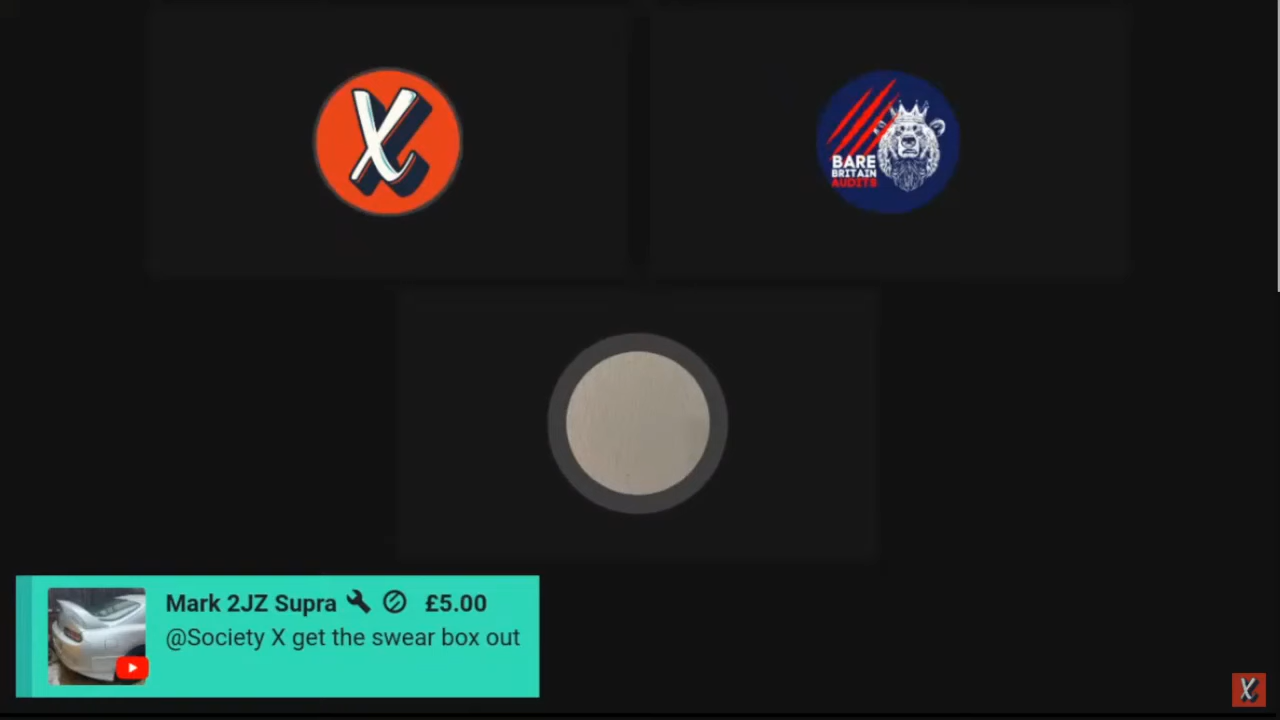 X
BARE
BRITAIN
AUDITS
Mark 2JZ Supra £5.00
@Society X get the swear box out
X